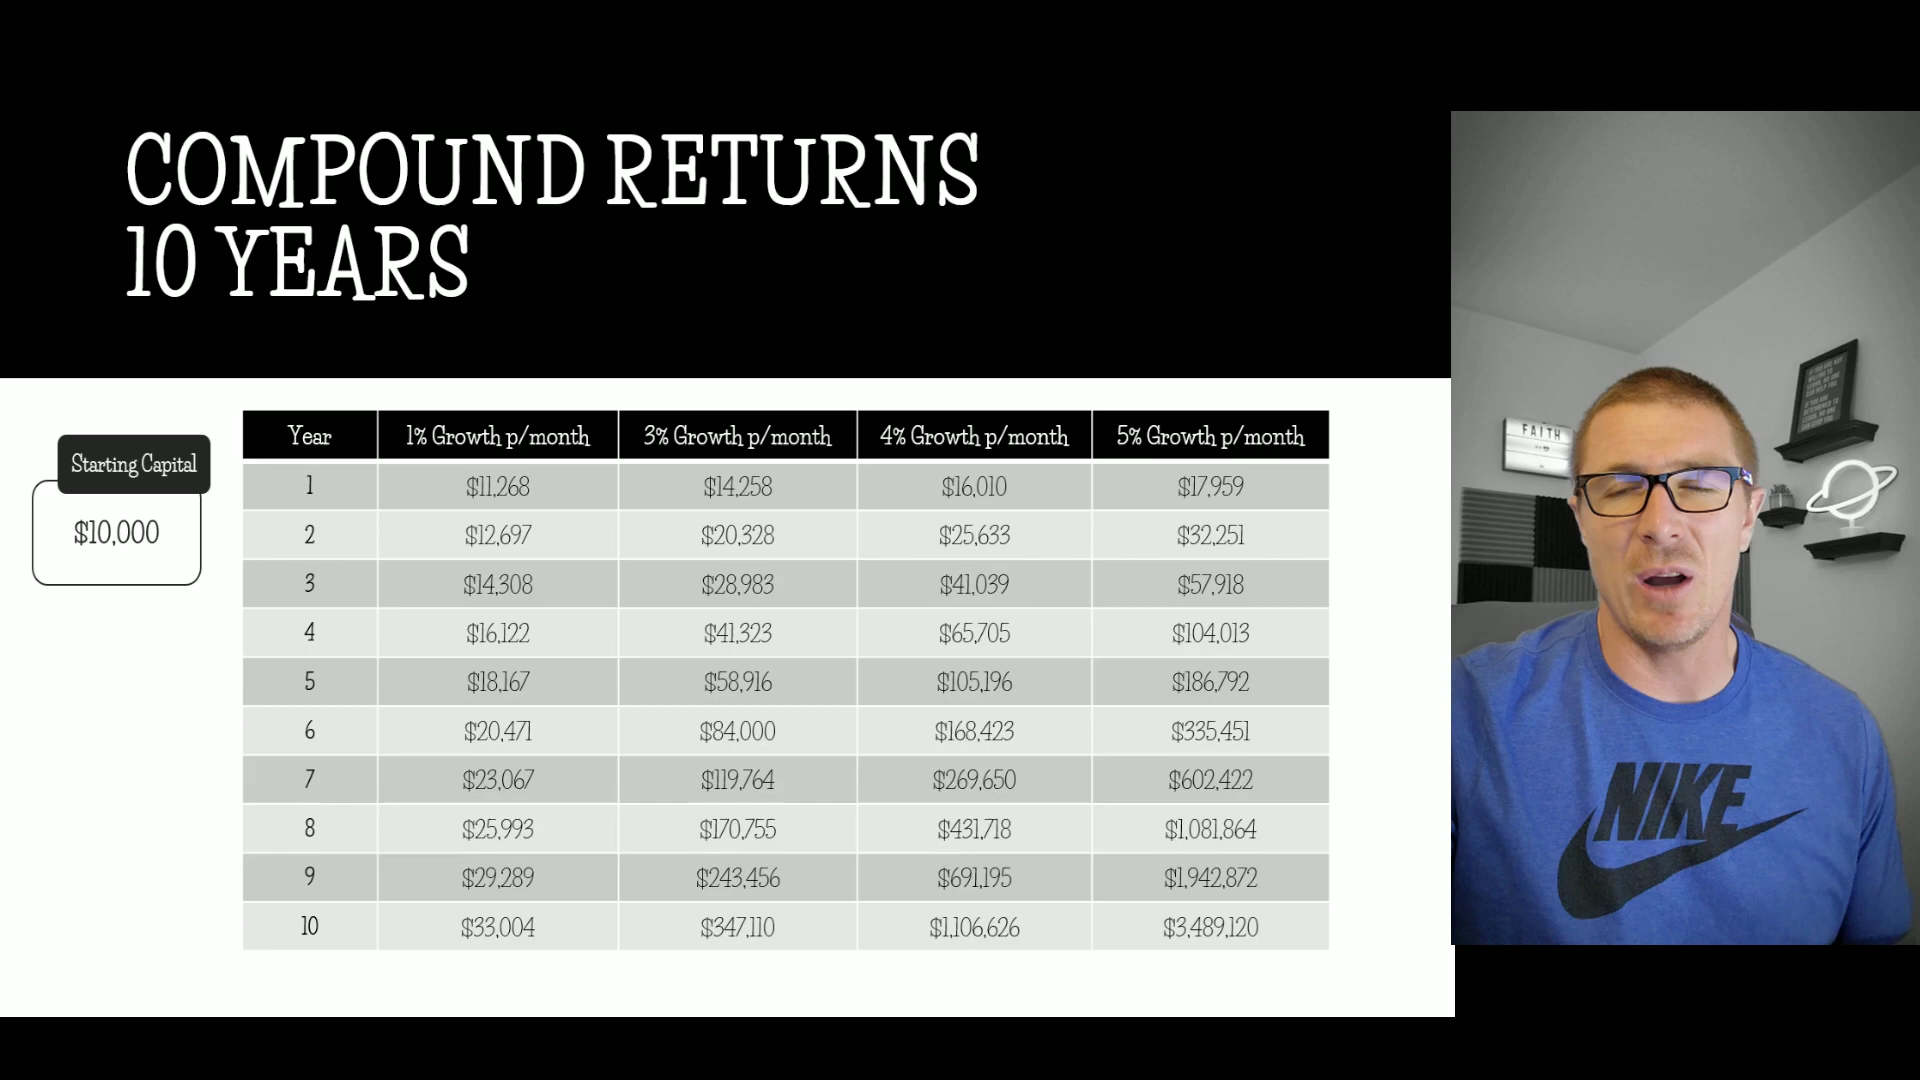 COMPOUND RETURNS
10 YEARS
Starting Capital
$10,000
Year 1% Growth p/month 3% Growth p/month 4% Growth p/month 5% Growth p/month
1 $11,268 $14,258 $16,010 $17,959
2 $12,697 $20,328 $25,633 $32,251
3 $14,308 $28,983 $41,039 $57,918
4 $16,122 $41,323 $65,705 $104,013
5 $18,167 $58,916 $105,196 $186,792
6 $20,471 $84,000 $168,423 $335,451
7 $23,067 $119,764 $269,650 $602,422
8 $25,993 $170,755 $431,718 $1,081,864
9 $29,289 $243,456 $691,195 $1,942,872
10 $33,004 $347,110 $1,106,626 $3,489,120
FAITH
NIKE